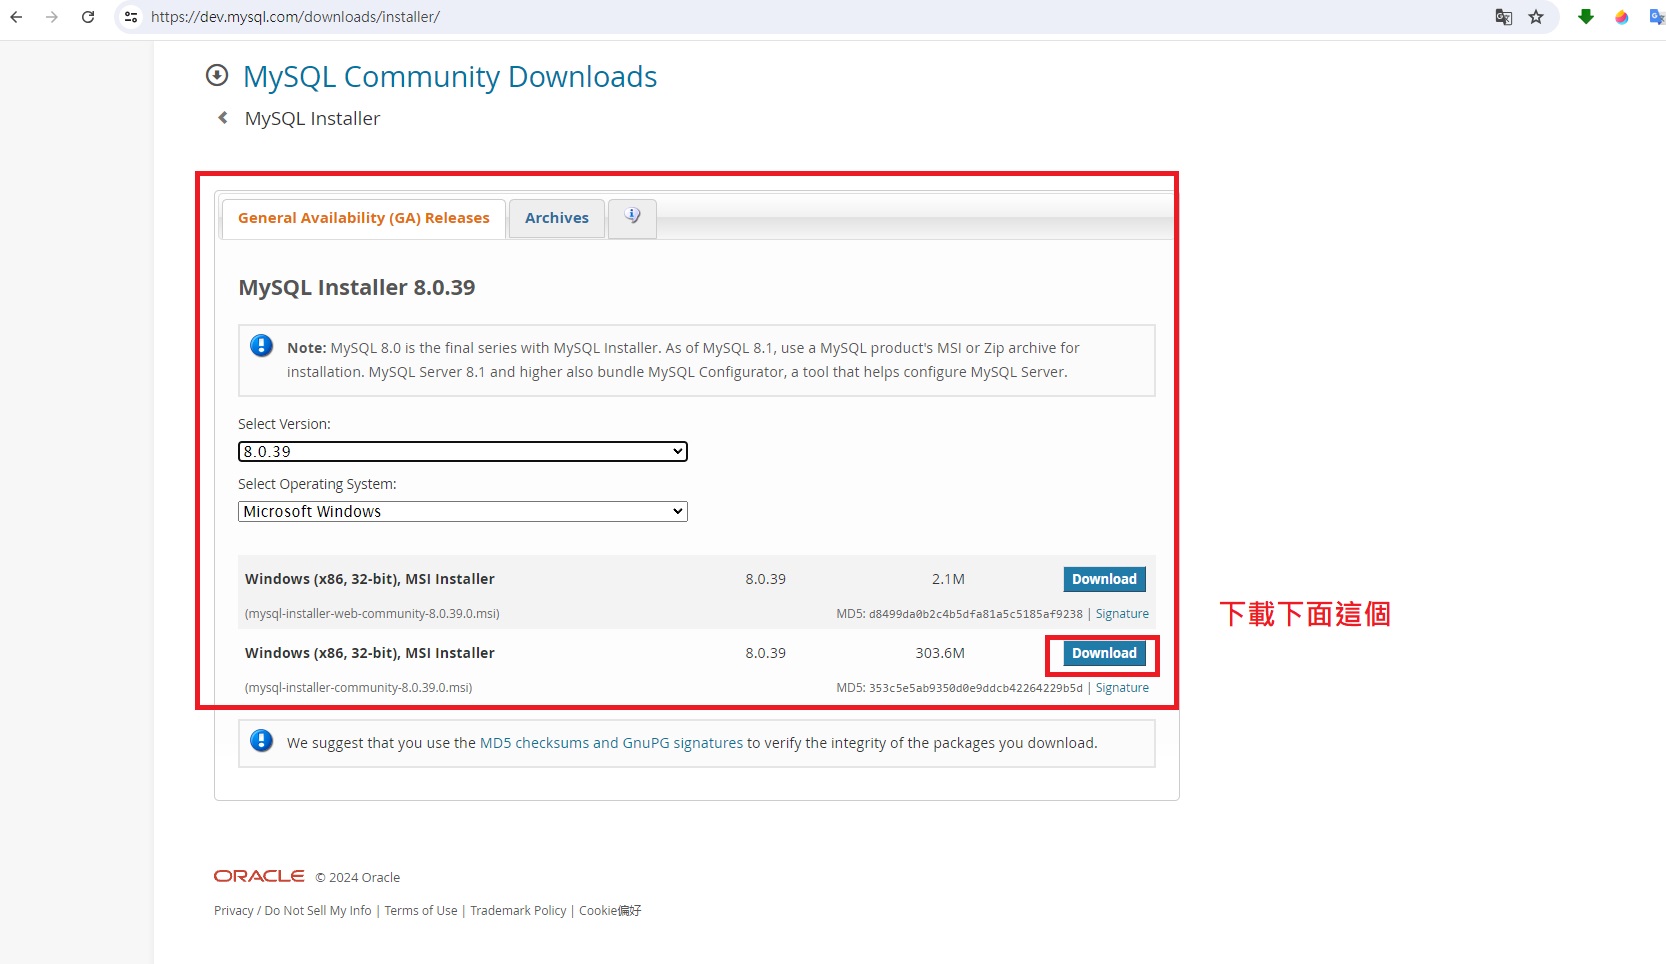 https://dev.mysql.com/downloads/installer/
MySQL Community Downloads
MySQL Installer
General Availability (GA) Releases
Archives
MySQL Installer 8.0.39
Note: MySQL 8.0 is the final series with MySQL Installer. As of MySQL 8.1, use a MySQL product's MSI or Zip archive for
installation. MySQL Server 8.1 and higher also bundle MySQL Configurator, a tool that helps configure MySQL Server.
Select Version:
8.0.39
Select Operating System:
Microsoft Windows
Windows (x86, 32-bit), MSI Installer 8.0.39 2.1M Download
(mysql-installer-web-community-8.0.39.0.msi) MD5: d8499da0b2c4b5dfa81a5c5185af9238 | Signature
下載下面這個
Windows (x86, 32-bit), MSI Installer 8.0.39 303.6M Download
(mysql-installer-community-8.0.39.0.msi) MD5: 353c5e5ab9350d0e9ddcb42264229b5d | Signature
We suggest that you use the MD5 checksums and GnuPG signatures to verify the integrity of the packages you download.
ORACLE © 2024 Oracle
Privacy / Do Not Sell My Info | Terms of Use | Trademark Policy | Cookie偏好